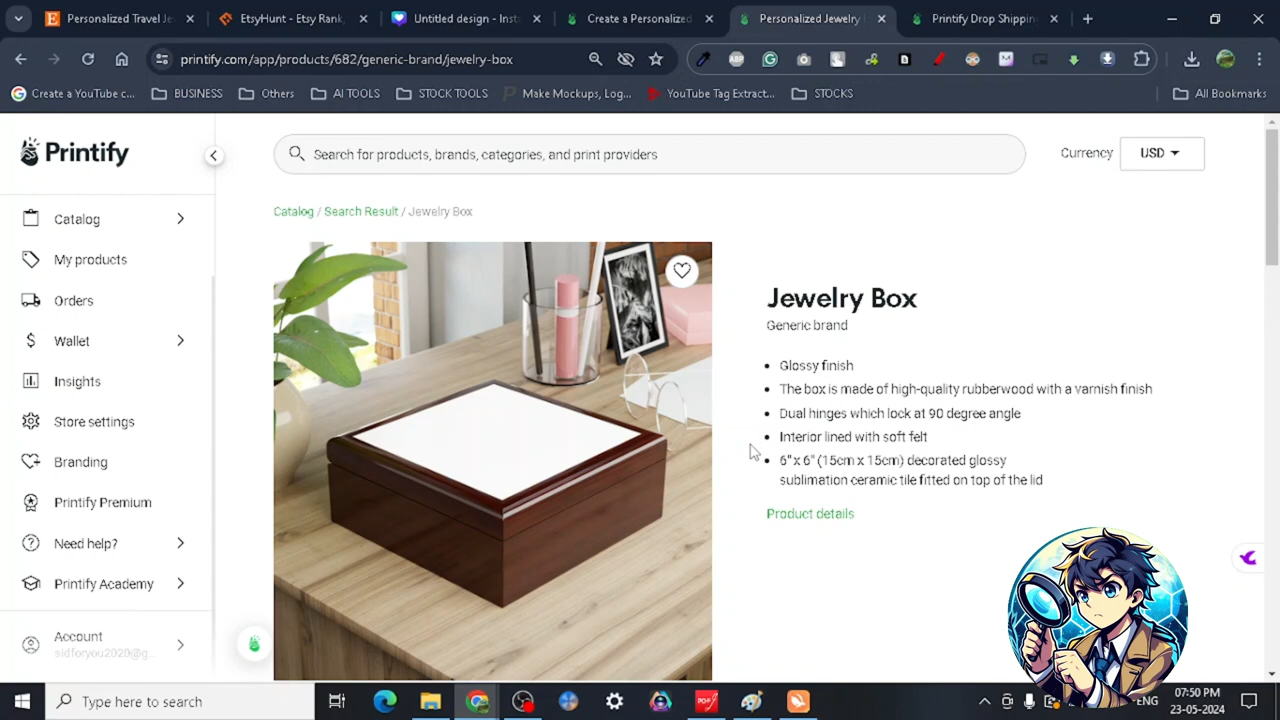 Personalized Travel Je
EtsyHunt - Etsy Rank,
Untitled design - Insta
Create a Personalized
Personalized Jewelry
Printify Drop Shippin
printify.com/app/products/682/generic-brand/jewelry-box
Create a YouTube c...
BUSINESS
Others
AI TOOLS
STOCK TOOLS
Make Mockups, Log...
YouTube Tag Extract...
STOCKS
All Bookmarks
Printify
Search for products, brands, categories, and print providers
Currency
USD
Catalog / Search Result / Jewelry Box
Catalog
My products
Orders
Wallet
Insights
Store settings
Branding
Printify Premium
Need help?
Printify Academy
Account
sidforyou2020@g...
Jewelry Box
Generic brand
Glossy finish
The box is made of high-quality rubberwood with a varnish finish
Dual hinges which lock at 90 degree angle
Interior lined with soft felt
6" x 6" (15cm x 15cm) decorated glossy
sublimation ceramic tile fitted on top of the lid
Product details
Type here to search
ENG
07:50 PM
23-05-2024